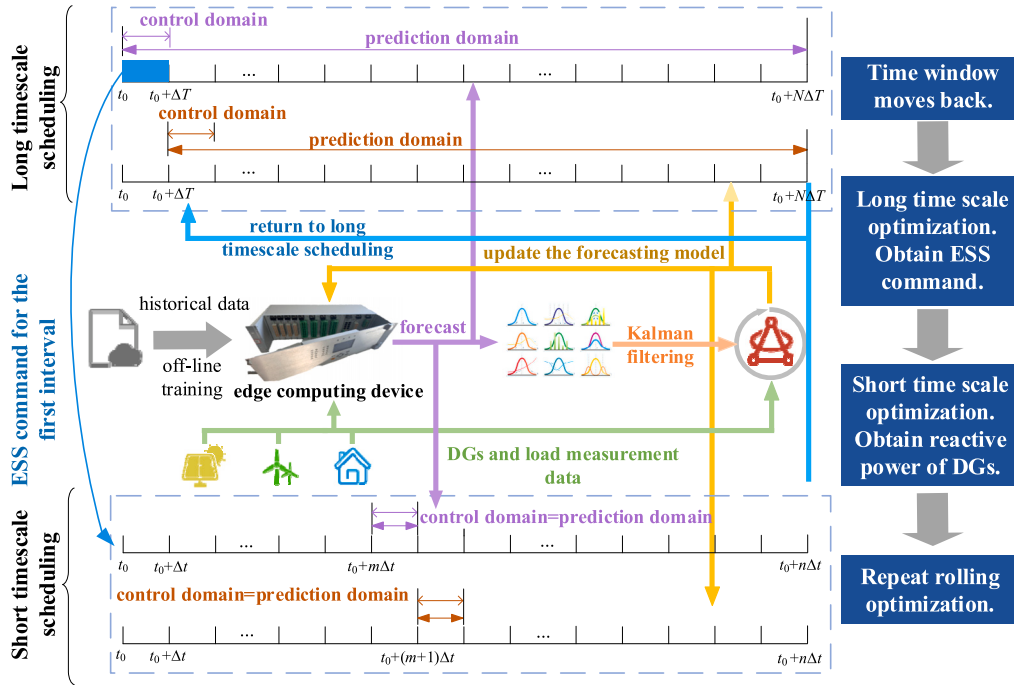 control domain
prediction domain
...
...
t0
t0+ΔT
t0+NΔT
control domain
prediction domain
...
...
t0
t0+ΔT
t0+NΔT
Long timescale
scheduling
return to long
timescale scheduling
update the forecasting model
ESS command for the
first interval
historical data
off-line
training
edge computing device
forecast
Kalman
filtering
DGs and load measurement
data
Short timescale
scheduling
control domain=prediction domain
...
...
t0
t0+Δt
t0+mΔt
t0+nΔt
control domain=prediction domain
...
...
t0
t0+Δt
t0+(m+1)Δt
t0+nΔt
Time window
moves back.
Long time scale
optimization.
Obtain ESS
command.
Short time scale
optimization.
Obtain reactive
power of DGs.
Repeat rolling
optimization.